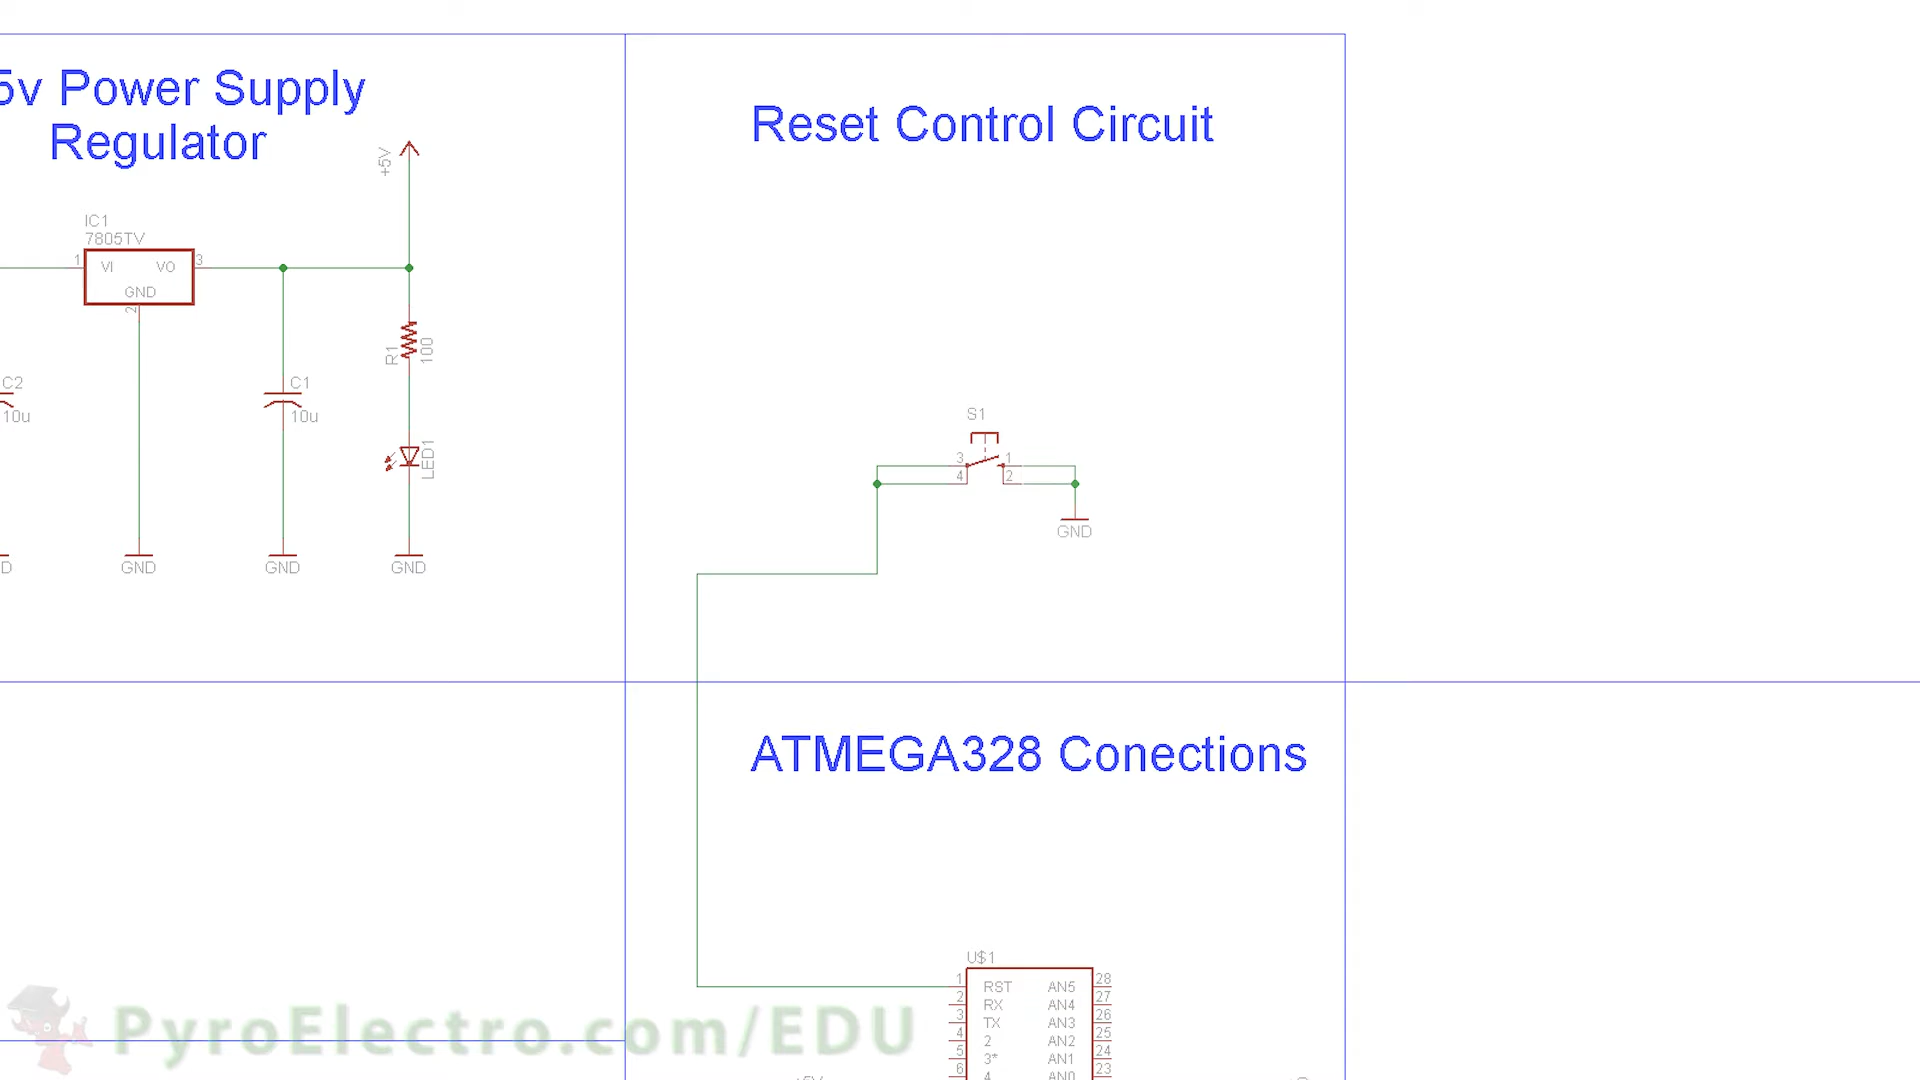 5v Power Supply
Regulator
+5V
IC1
7805TV
1
VI
VO
3
GND
2
C2
10u
C1
10u
R1
100
LED1
D
GND
GND
GND
Reset Control Circuit
S1
3
1
4
2
GND
ATMEGA328 Conections
U$1
1
RST
AN5
28
2
RX
AN4
27
3
TX
AN3
26
4
2
AN2
25
5
3*
AN1
24
6
4
AN0
23
+5V
PyroElectro.com/EDU